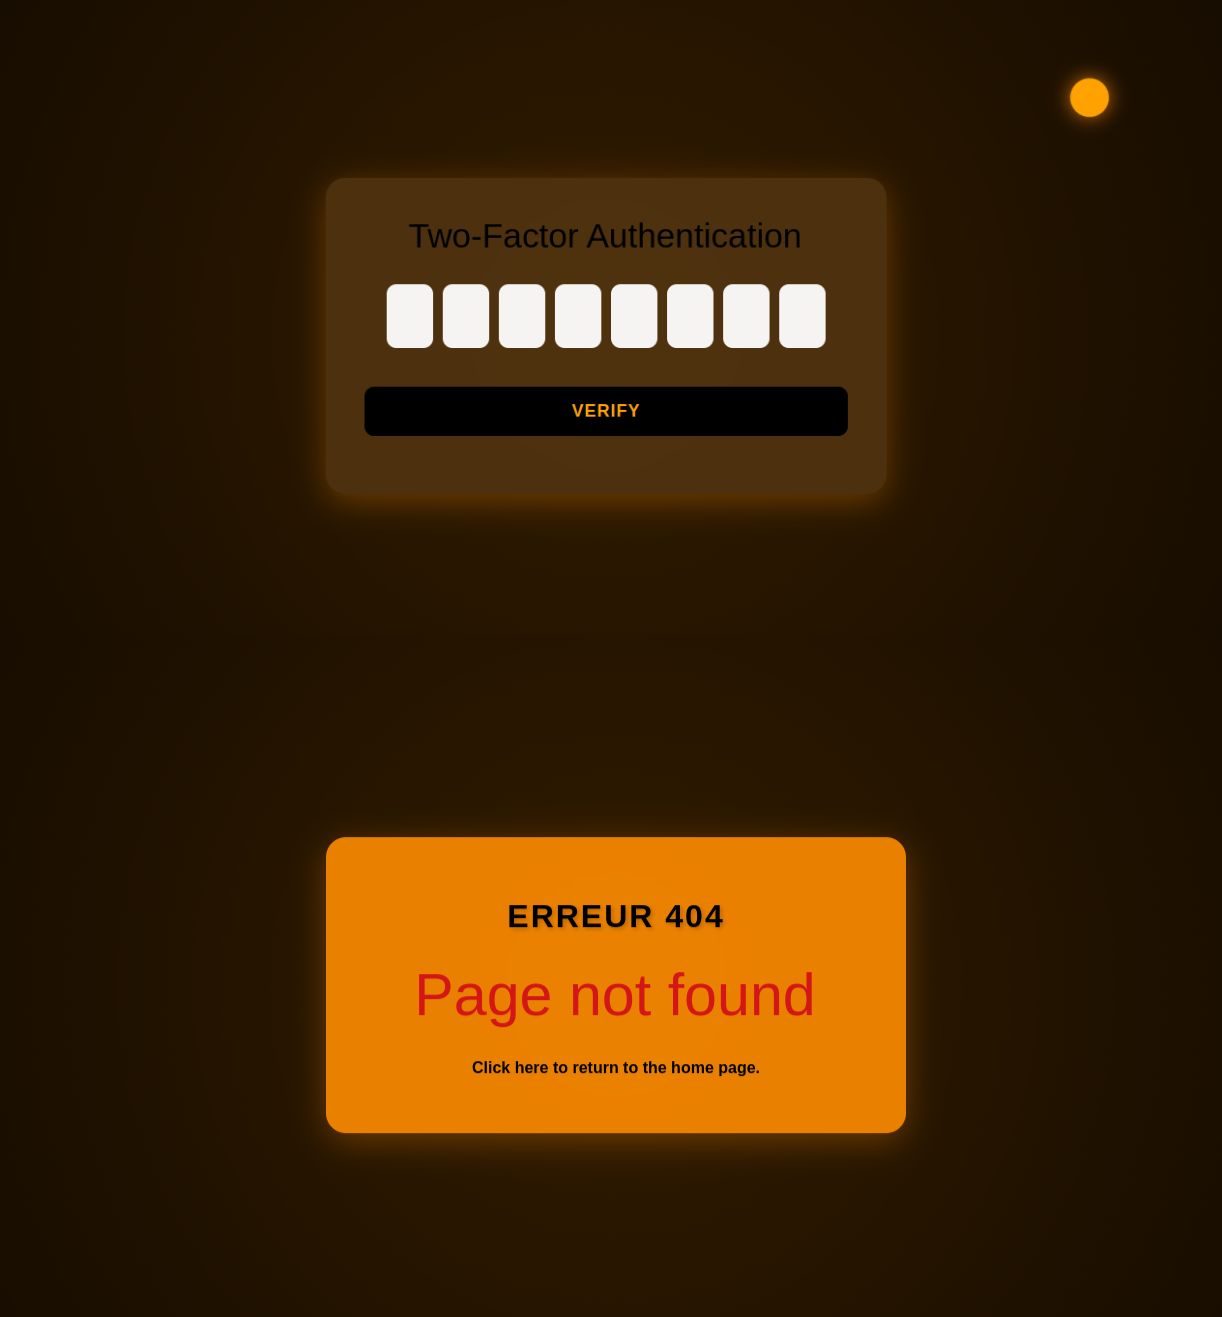 Two-Factor Authentication
VERIFY
ERREUR 404
Page not found
Click here to return to the home page.